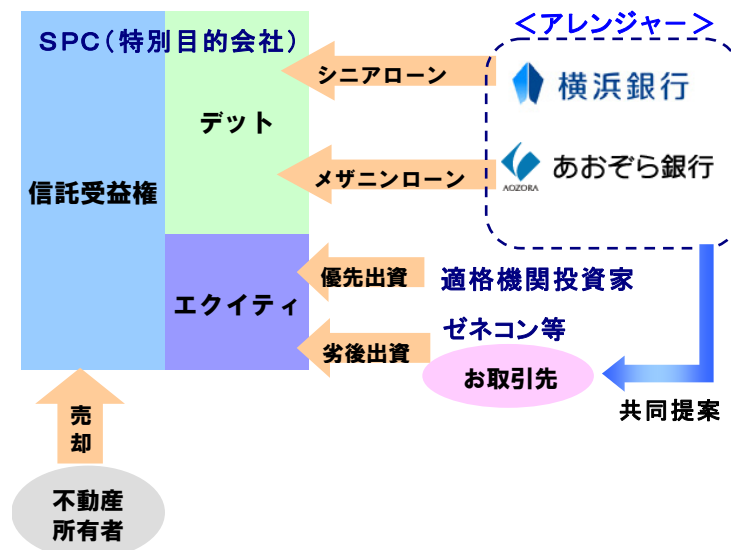 ＜アレンジャー＞
SPC（特別目的会社）
シニアローン
横浜銀行
デット
メザニンローン
あおぞら銀行
AOZORA
信託受益権
優先出資
適格機関投資家
エクイティ
ゼネコン等
劣後出資
お取引先
共同提案
売
却
不動産
所有者